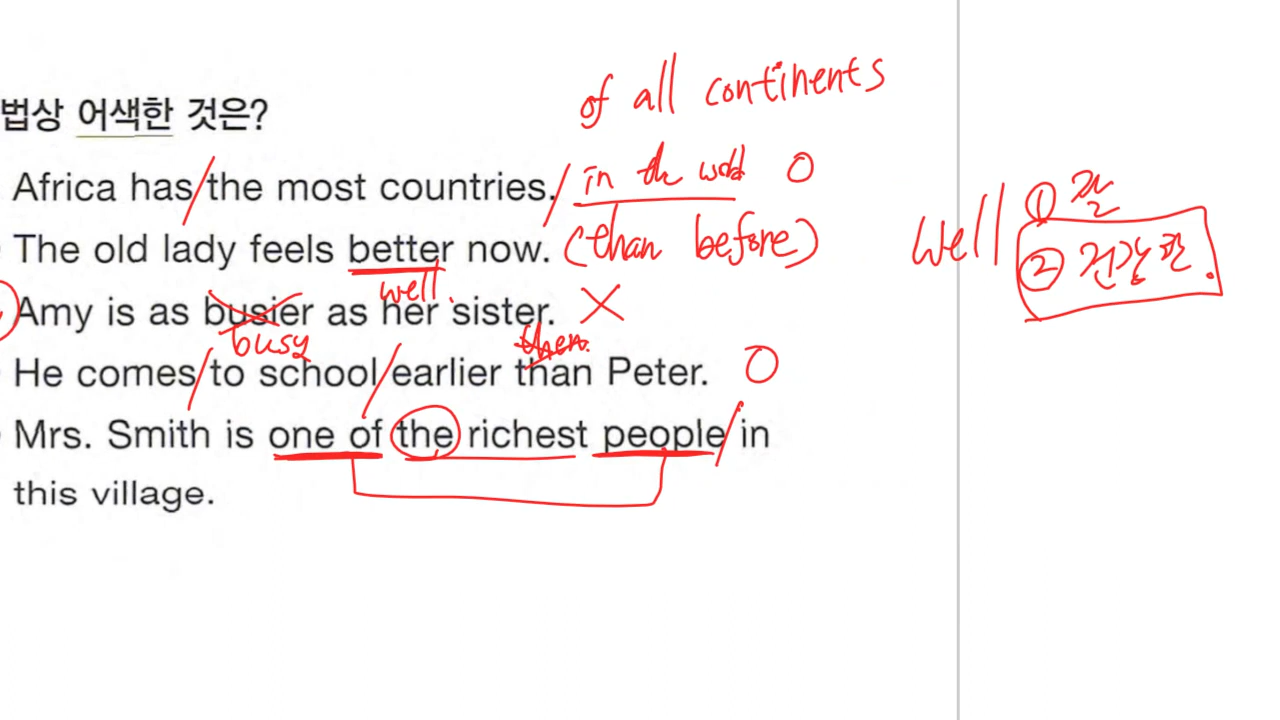 of all continents
법상 어색한 것은?
Africa has the most countries. in the world O
The old lady feels better now. (than before)
well
Well ① 잘
② 건강한.
Amy is as busier as her sister. X
busy
then.
He comes to school earlier than Peter. O
Mrs. Smith is one of the richest people in
this village.